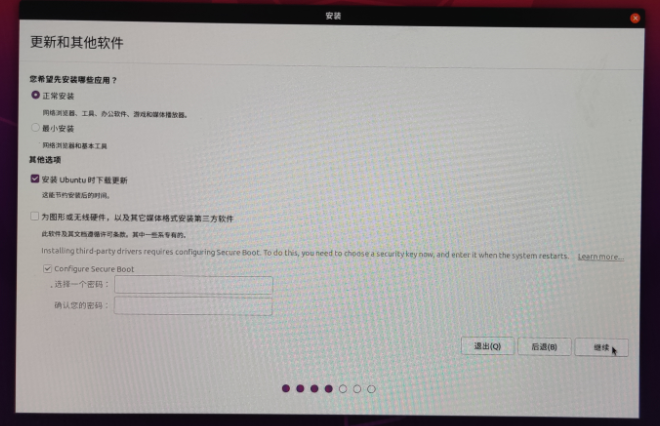 安装
更新和其他软件
您希望先安装哪些应用？
正常安装
网络浏览器、工具、办公软件、游戏和媒体播放器。
最小安装
网络浏览器和基本工具
其他选项
安装 Ubuntu 时下载更新
这能节约安装后的时间。
为图形或无线硬件，以及其它媒体格式安装第三方软件
此软件及其文档遵循许可条款。其中一些是专有的。
Installing third-party drivers requires configuring Secure Boot. To do this, you need to choose a security key now, and enter it when the system restarts. Learn more...
Configure Secure Boot
选择一个密码：
确认您的密码：
退出(Q) 后退(B) 继续